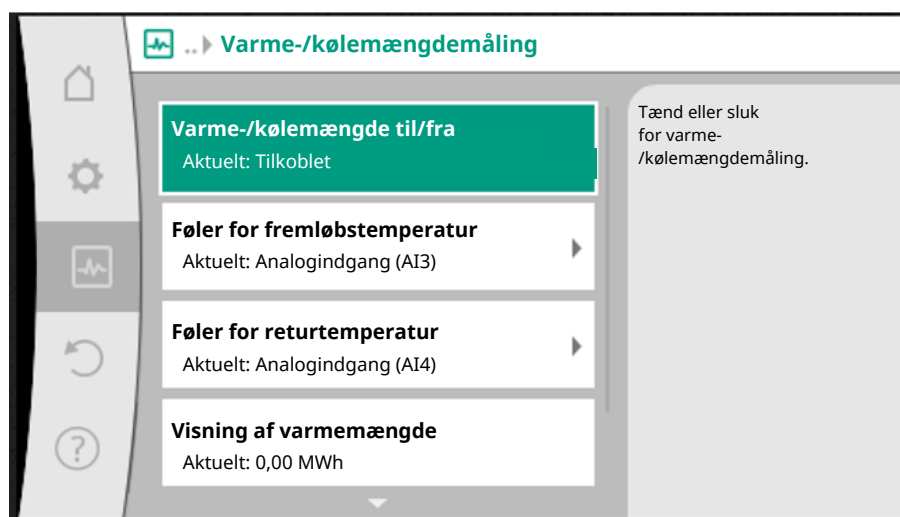 .. Varme-/kølemængdemåling
Varme-/kølemængde til/fra
Aktuelt: Tilkoblet
Føler for fremløbstemperatur
Aktuelt: Analogindgang (AI3)
Føler for returtemperatur
Aktuelt: Analogindgang (AI4)
Visning af varmemængde
Aktuelt: 0,00 MWh
Tænd eller sluk
for varme-
/kølemængdemåling.
?